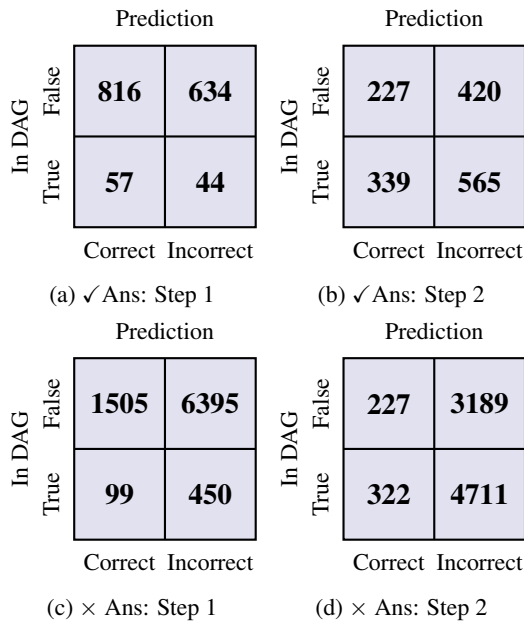 Prediction Prediction
In DAG False 816 634 In DAG False 227 420
True 57 44 True 339 565
Correct Incorrect Correct Incorrect
(a) ✓Ans: Step 1 (b) ✓Ans: Step 2
Prediction Prediction
In DAG False 1505 6395 In DAG False 227 3189
True 99 450 True 322 4711
Correct Incorrect Correct Incorrect
(c) × Ans: Step 1 (d) × Ans: Step 2